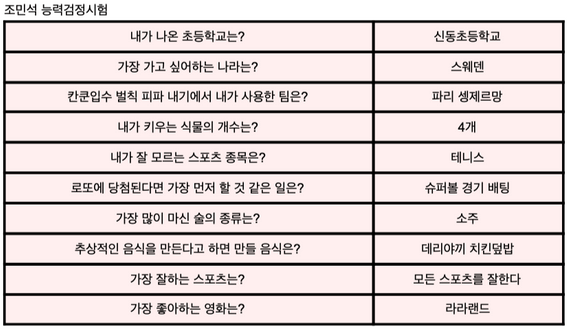 조민석 능력검정시험
내가 나온 초등학교는? 신동초등학교
가장 가고 싶어하는 나라는? 스웨덴
칸쿤입수 벌칙 피파 내기에서 내가 사용한 팀은? 파리 셍제르망
내가 키우는 식물의 개수는? 4개
내가 잘 모르는 스포츠 종목은? 테니스
로또에 당첨된다면 가장 먼저 할 것 같은 일은? 슈퍼볼 경기 배팅
가장 많이 마신 술의 종류는? 소주
추상적인 음식을 만든다고 하면 만들 음식은? 데리야끼 치킨덮밥
가장 잘하는 스포츠는? 모든 스포츠를 잘한다
가장 좋아하는 영화는? 라라랜드